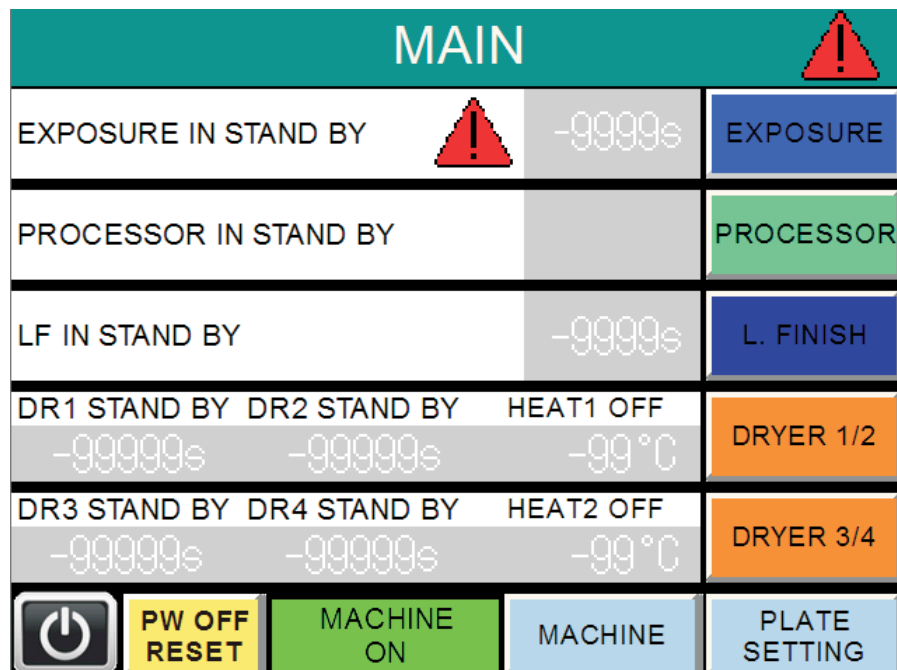 MAIN
EXPOSURE IN STAND BY -9999s EXPOSURE
PROCESSOR IN STAND BY PROCESSOR
LF IN STAND BY -9999s L. FINISH
DR1 STAND BY DR2 STAND BY HEAT1 OFF
-99999s -99999s -99°C
DRYER 1/2
DR3 STAND BY DR4 STAND BY HEAT2 OFF
-99999s -99999s -99°C
DRYER 3/4
PW OFF
RESET
MACHINE
ON
MACHINE
PLATE
SETTING